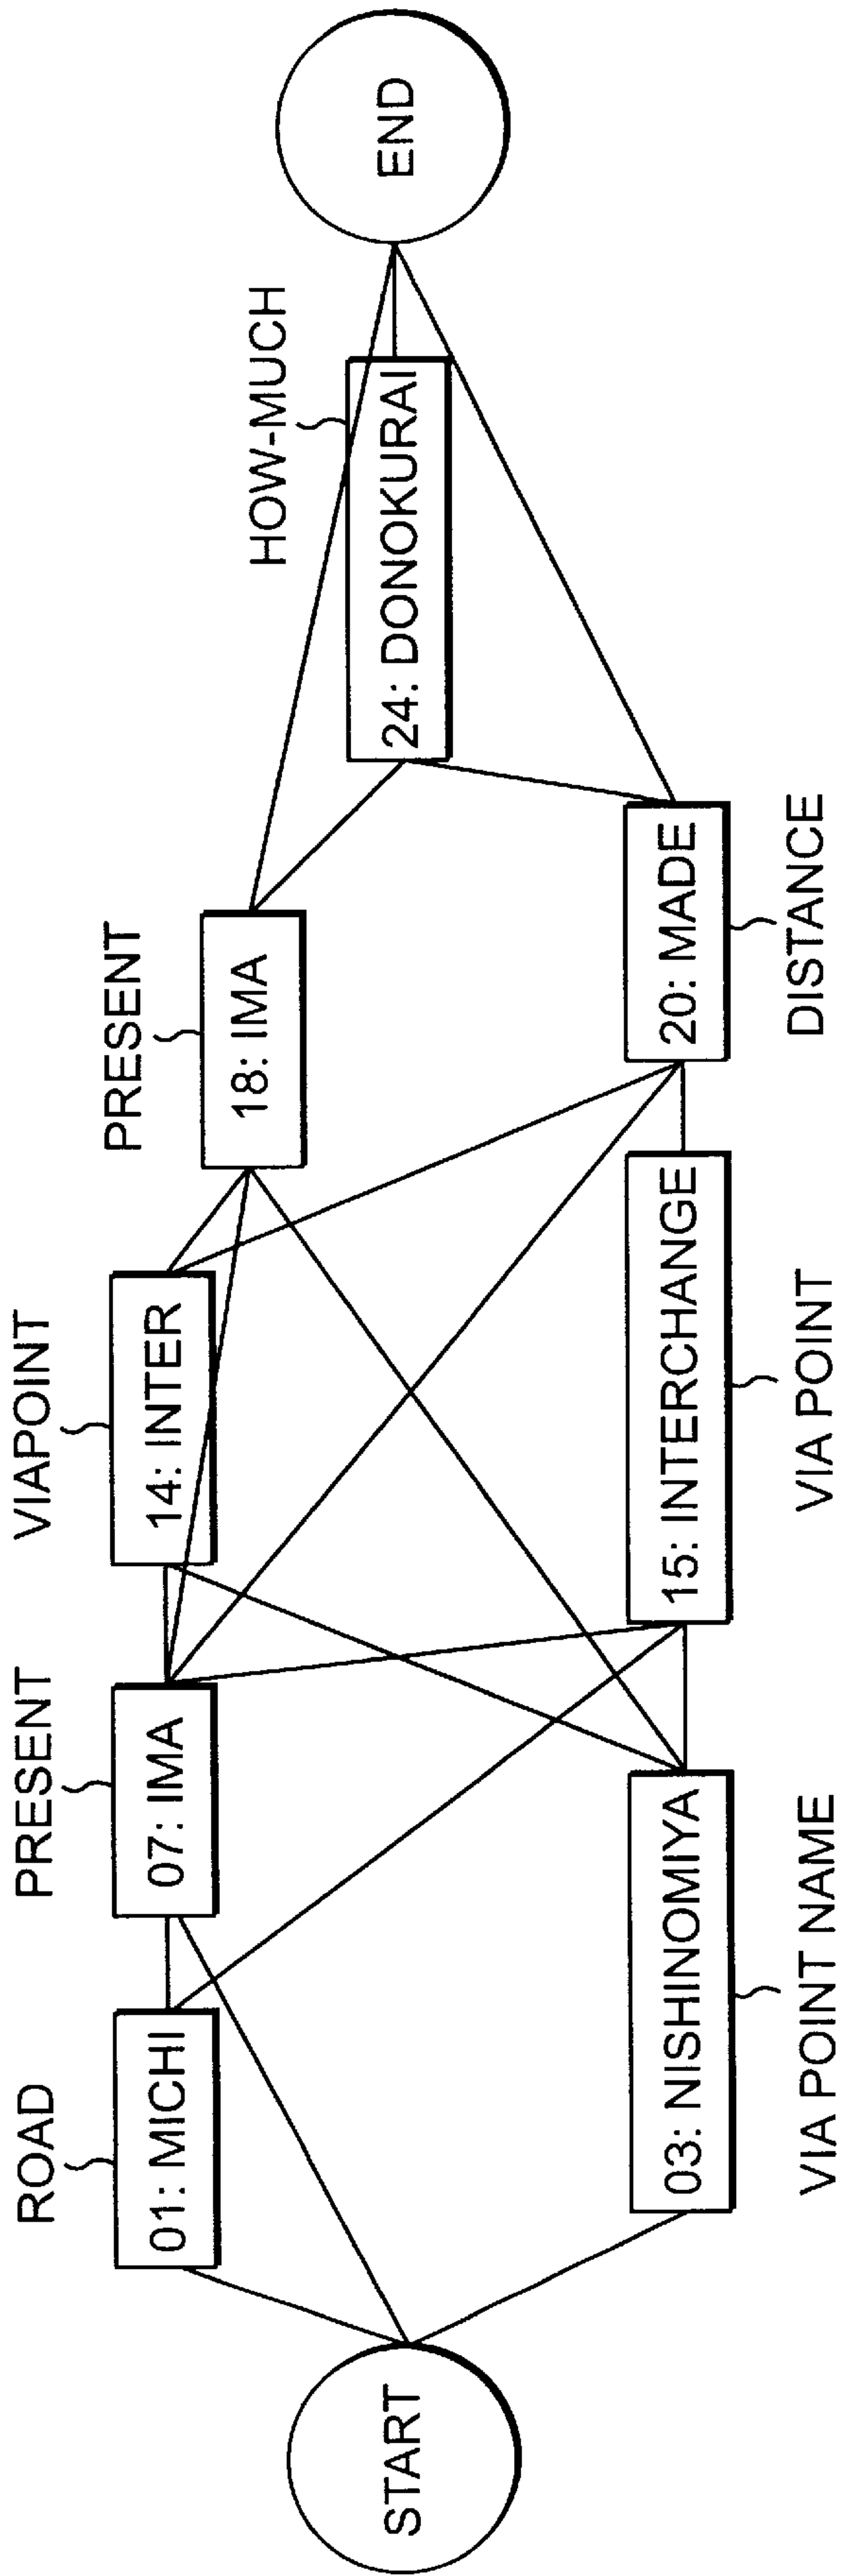 START
ROAD
01: MICHI
PRESENT
07: IMA
VIAPOINT
14: INTER
PRESENT
18: IMA
HOW-MUCH
24: DONOKURAI
END
03: NISHINOMIYA
VIA POINT NAME
15: INTERCHANGE
VIA POINT
20: MADE
DISTANCE